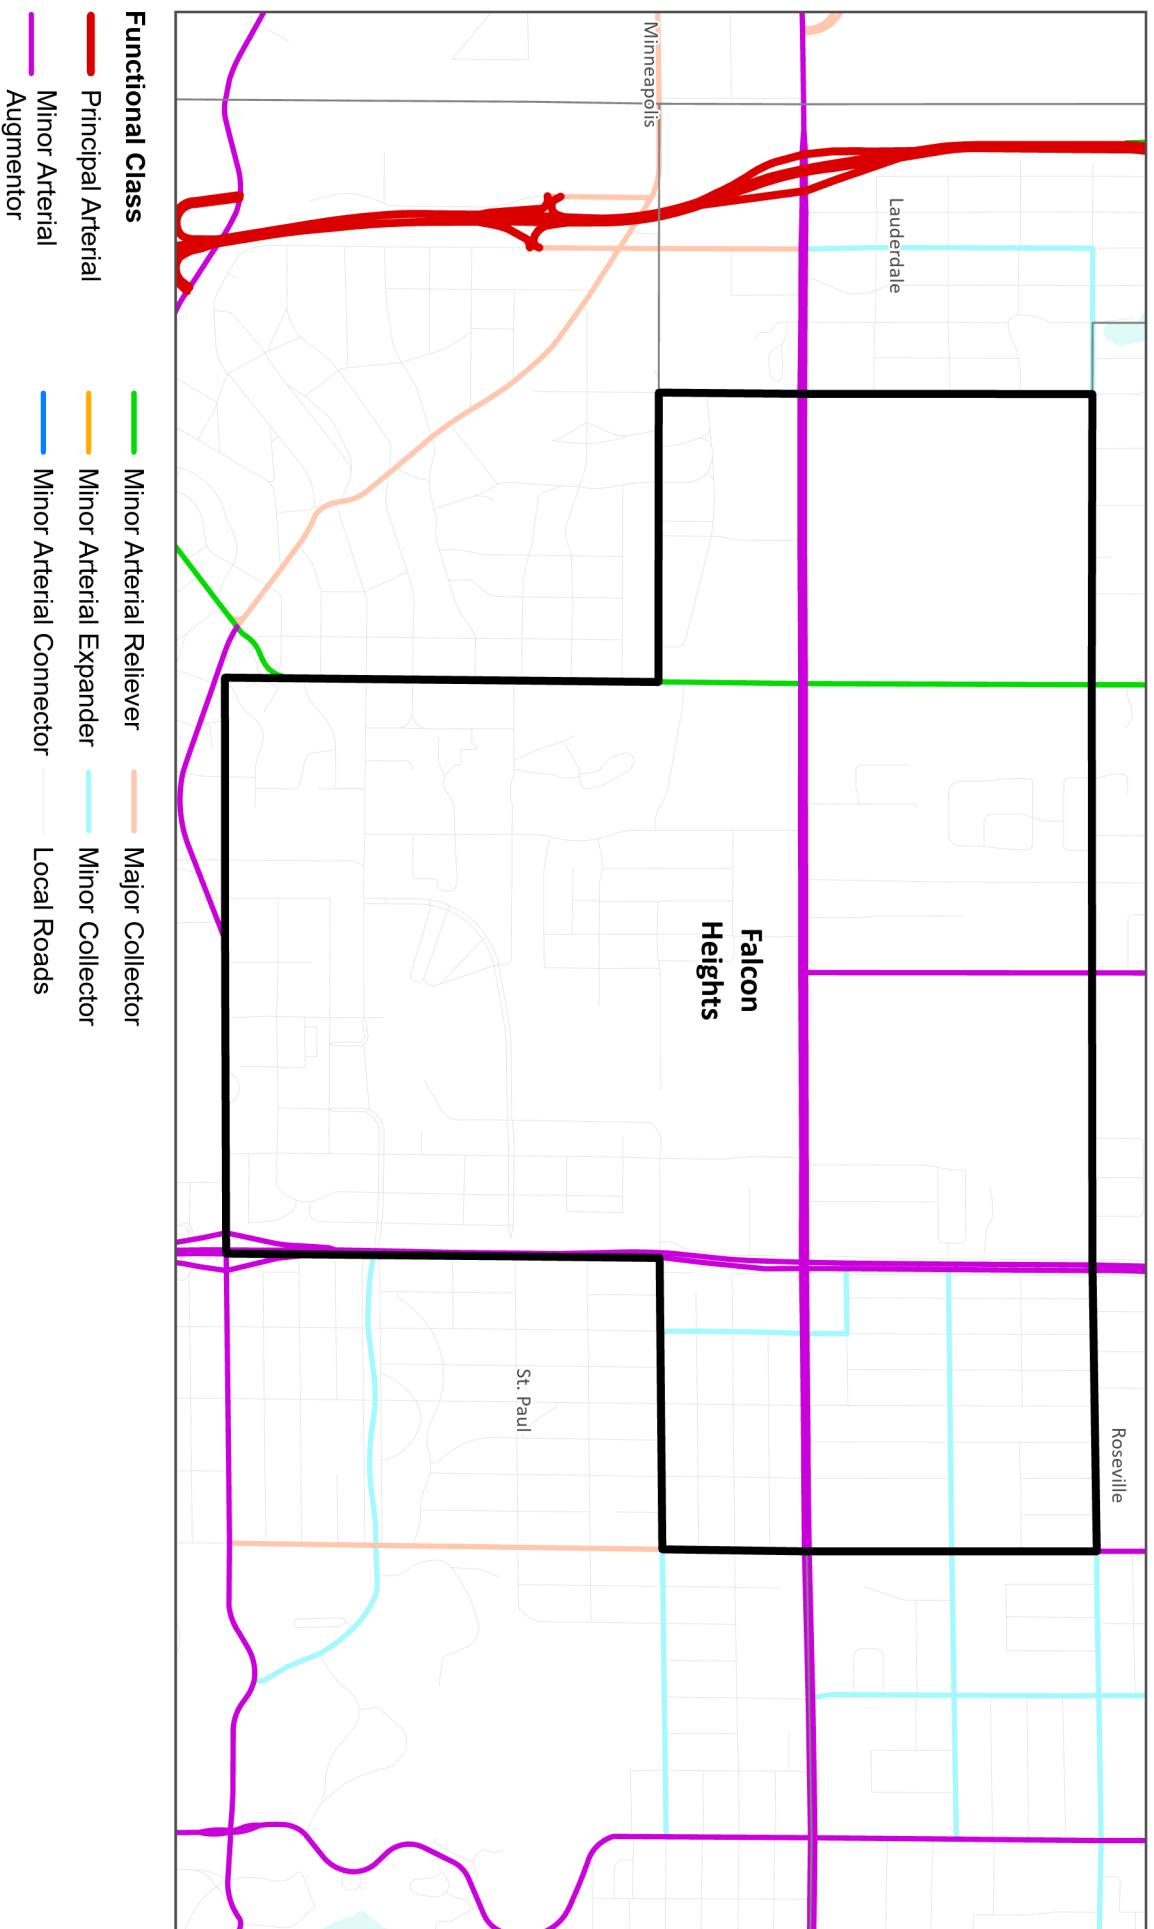 Minneapolis
Lauderdale
Falcon
Heights
St. Paul
Roseville
Functional Class
Principal Arterial
Minor Arterial
Augmentor
Minor Arterial Reliever
Minor Arterial Expander
Minor Arterial Connector
Major Collector
Minor Collector
Local Roads